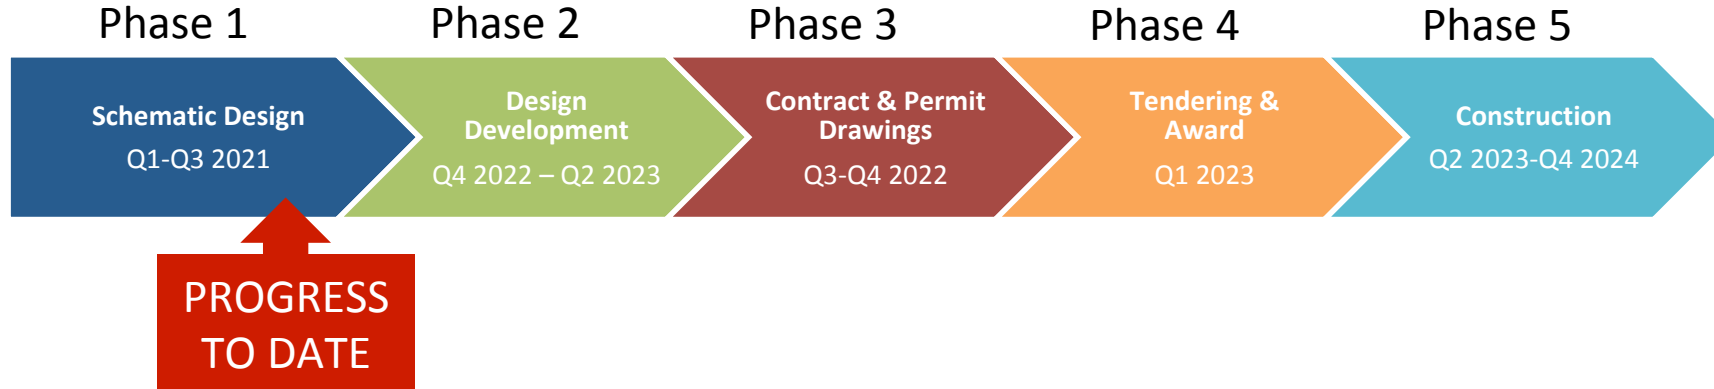 Phase 1
Phase 2
Phase 3
Phase 4
Phase 5
Schematic Design
Q1-Q3 2021
Design
Development
Q4 2022 – Q2 2023
Contract & Permit
Drawings
Q3-Q4 2022
Tendering &
Award
Q1 2023
Construction
Q2 2023-Q4 2024
PROGRESS
TO DATE